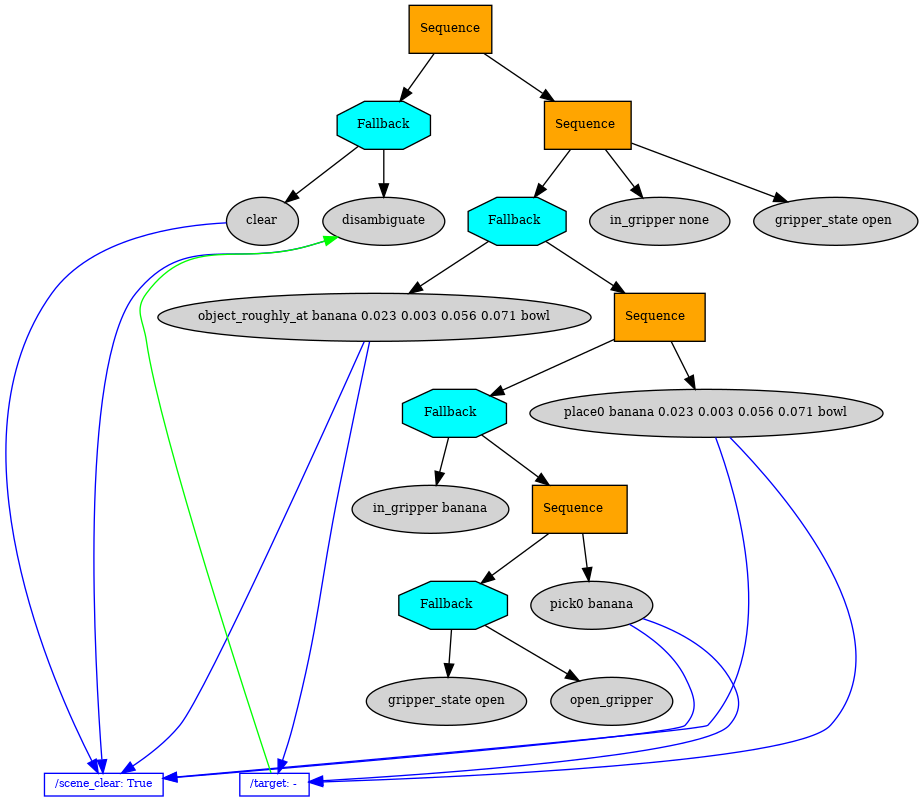 Sequence
Fallback
Sequence
clear
disambiguate
Fallback
in_gripper none
gripper_state open
object_roughly_at banana 0.023 0.003 0.056 0.071 bowl
Sequence
Fallback
place0 banana 0.023 0.003 0.056 0.071 bowl
in_gripper banana
Sequence
Fallback
pick0 banana
gripper_state open
open_gripper
/scene_clear: True
/target: -